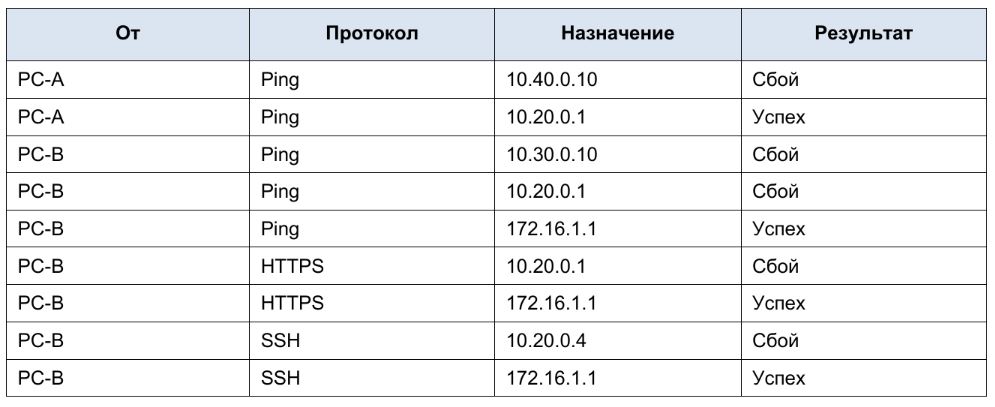 От Протокол Назначение Результат
PC-A Ping 10.40.0.10 Сбой
PC-A Ping 10.20.0.1 Успех
PC-B Ping 10.30.0.10 Сбой
PC-B Ping 10.20.0.1 Сбой
PC-B Ping 172.16.1.1 Успех
PC-B HTTPS 10.20.0.1 Сбой
PC-B HTTPS 172.16.1.1 Успех
PC-B SSH 10.20.0.4 Сбой
PC-B SSH 172.16.1.1 Успех